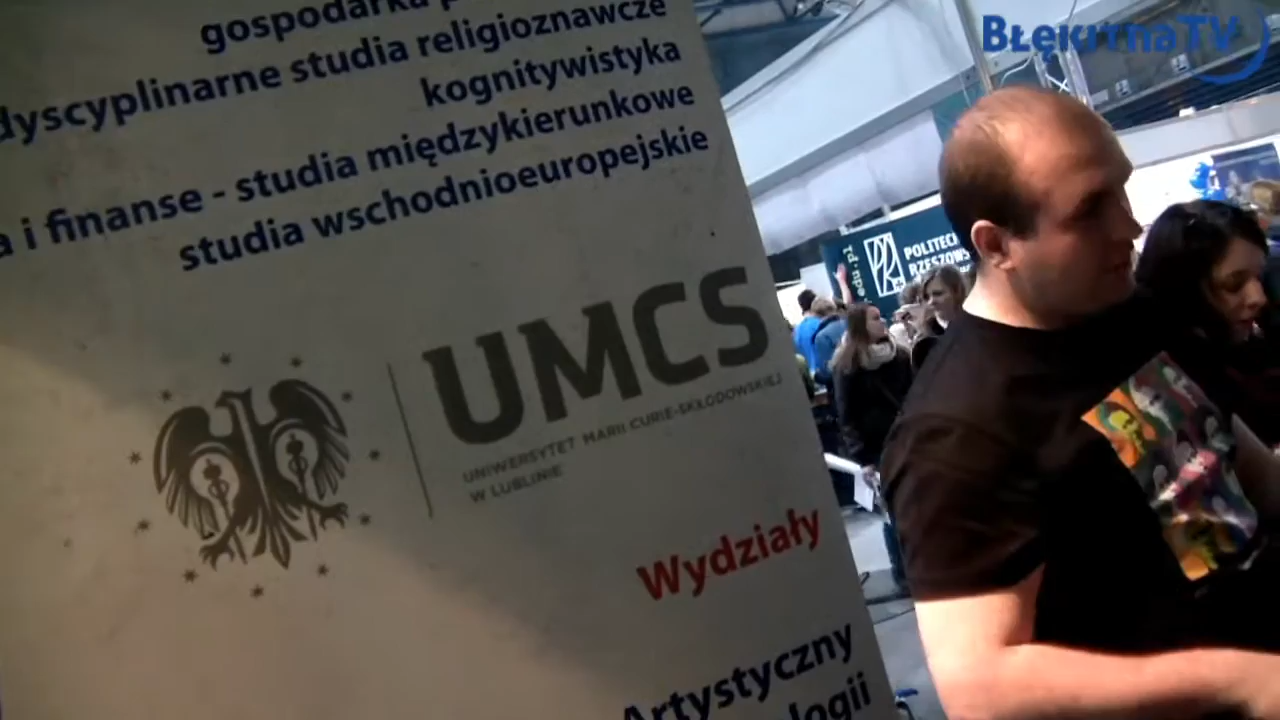 BŁękitnaTV
gospodarka
dyscyplinarne studia religioznawcze
kognitywistyka
a i finanse - studia międzykierunkowe
studia wschodnioeuropejskie
UMCS
UNIWERSYTET MARII CURIE-SKŁODOWSKIEJ
W LUBLINIE
Wydziały
Artystyczny
logii
POLITECH
RZESZOWS